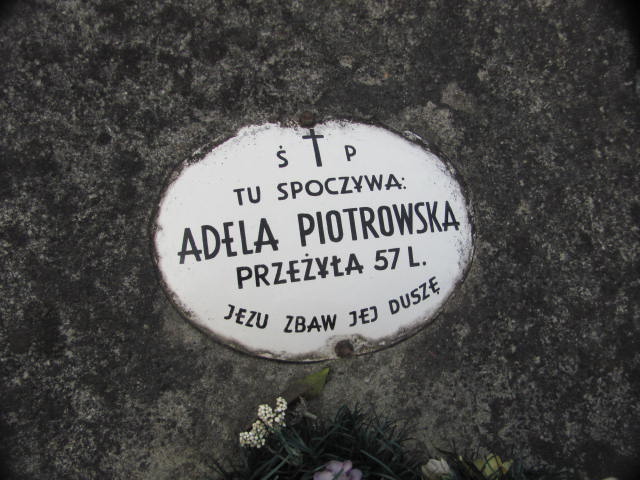 Ś P
TU SPOCZYWA:
ADELA PIOTROWSKA
PRZEŻYŁA 57 L.
JEZU ZBAW JEJ DUSZĘ